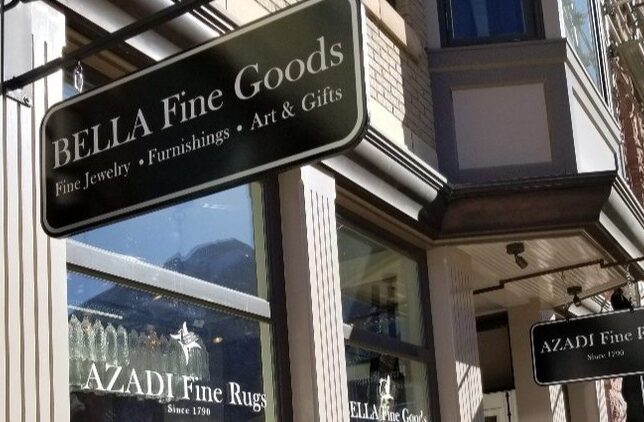 BELLA Fine Goods
Fine Jewelry • Furnishings • Art & Gifts
AZADI Fine Rugs
Since 1790
BELLA Fine Goods
AZADI Fine
Since 1790